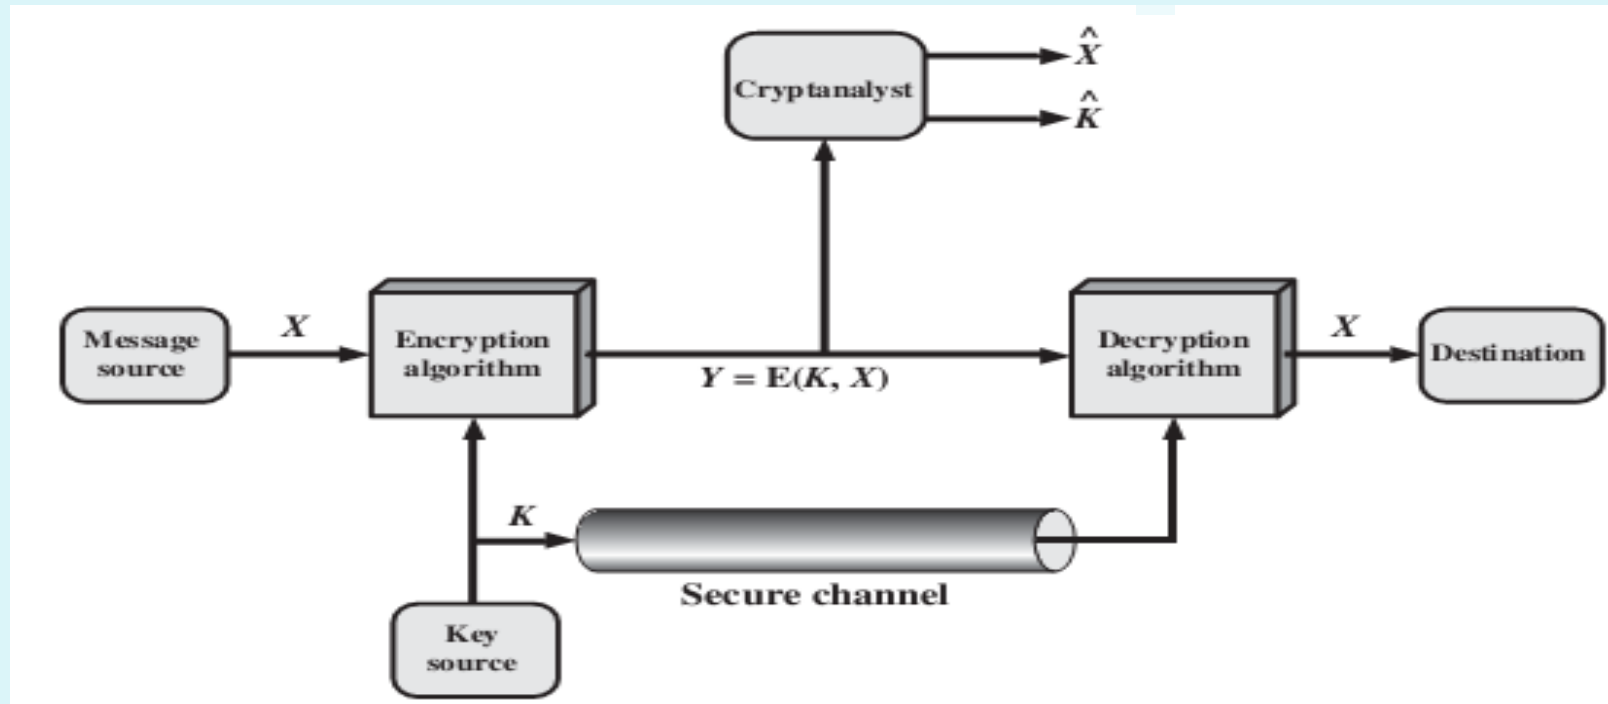 X̂
Cryptanalyst
K̂
Message
source
X
Encryption
algorithm
Y = E(K, X)
Decryption
algorithm
X
Destination
K
Secure channel
Key
source